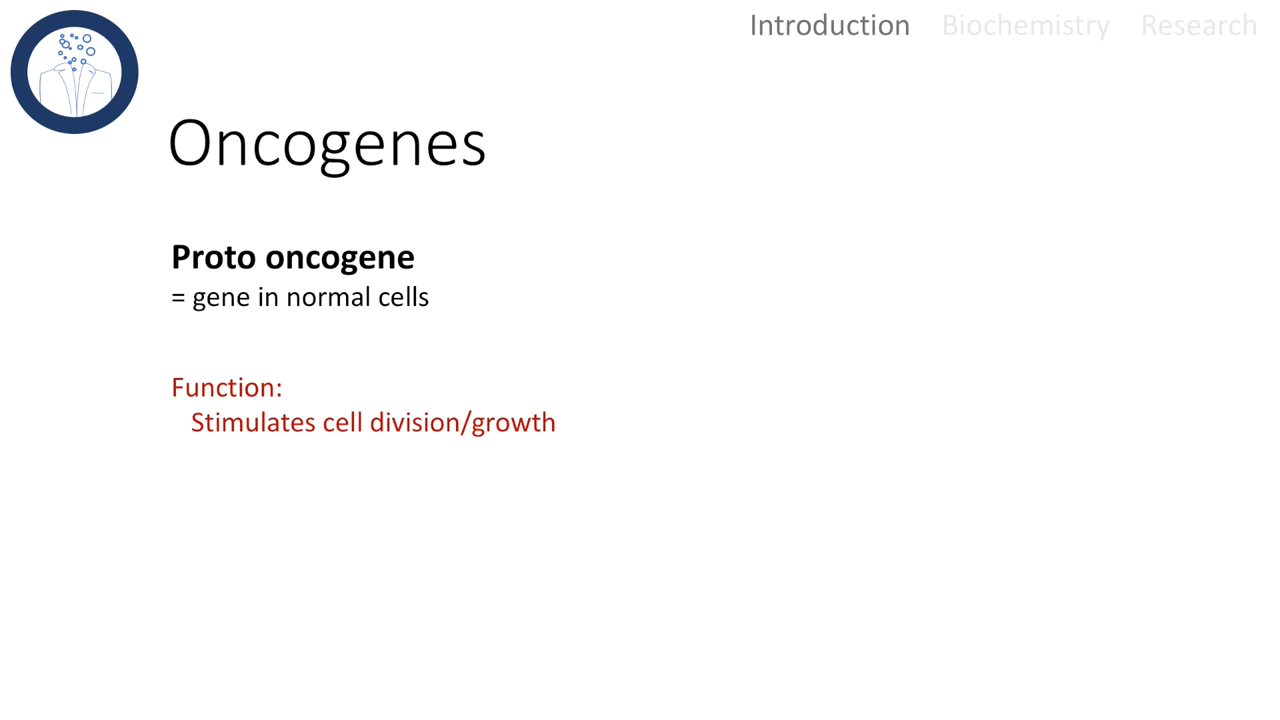 Introduction Biochemistry Research
Oncogenes
Proto oncogene
= gene in normal cells
Function:
Stimulates cell division/growth